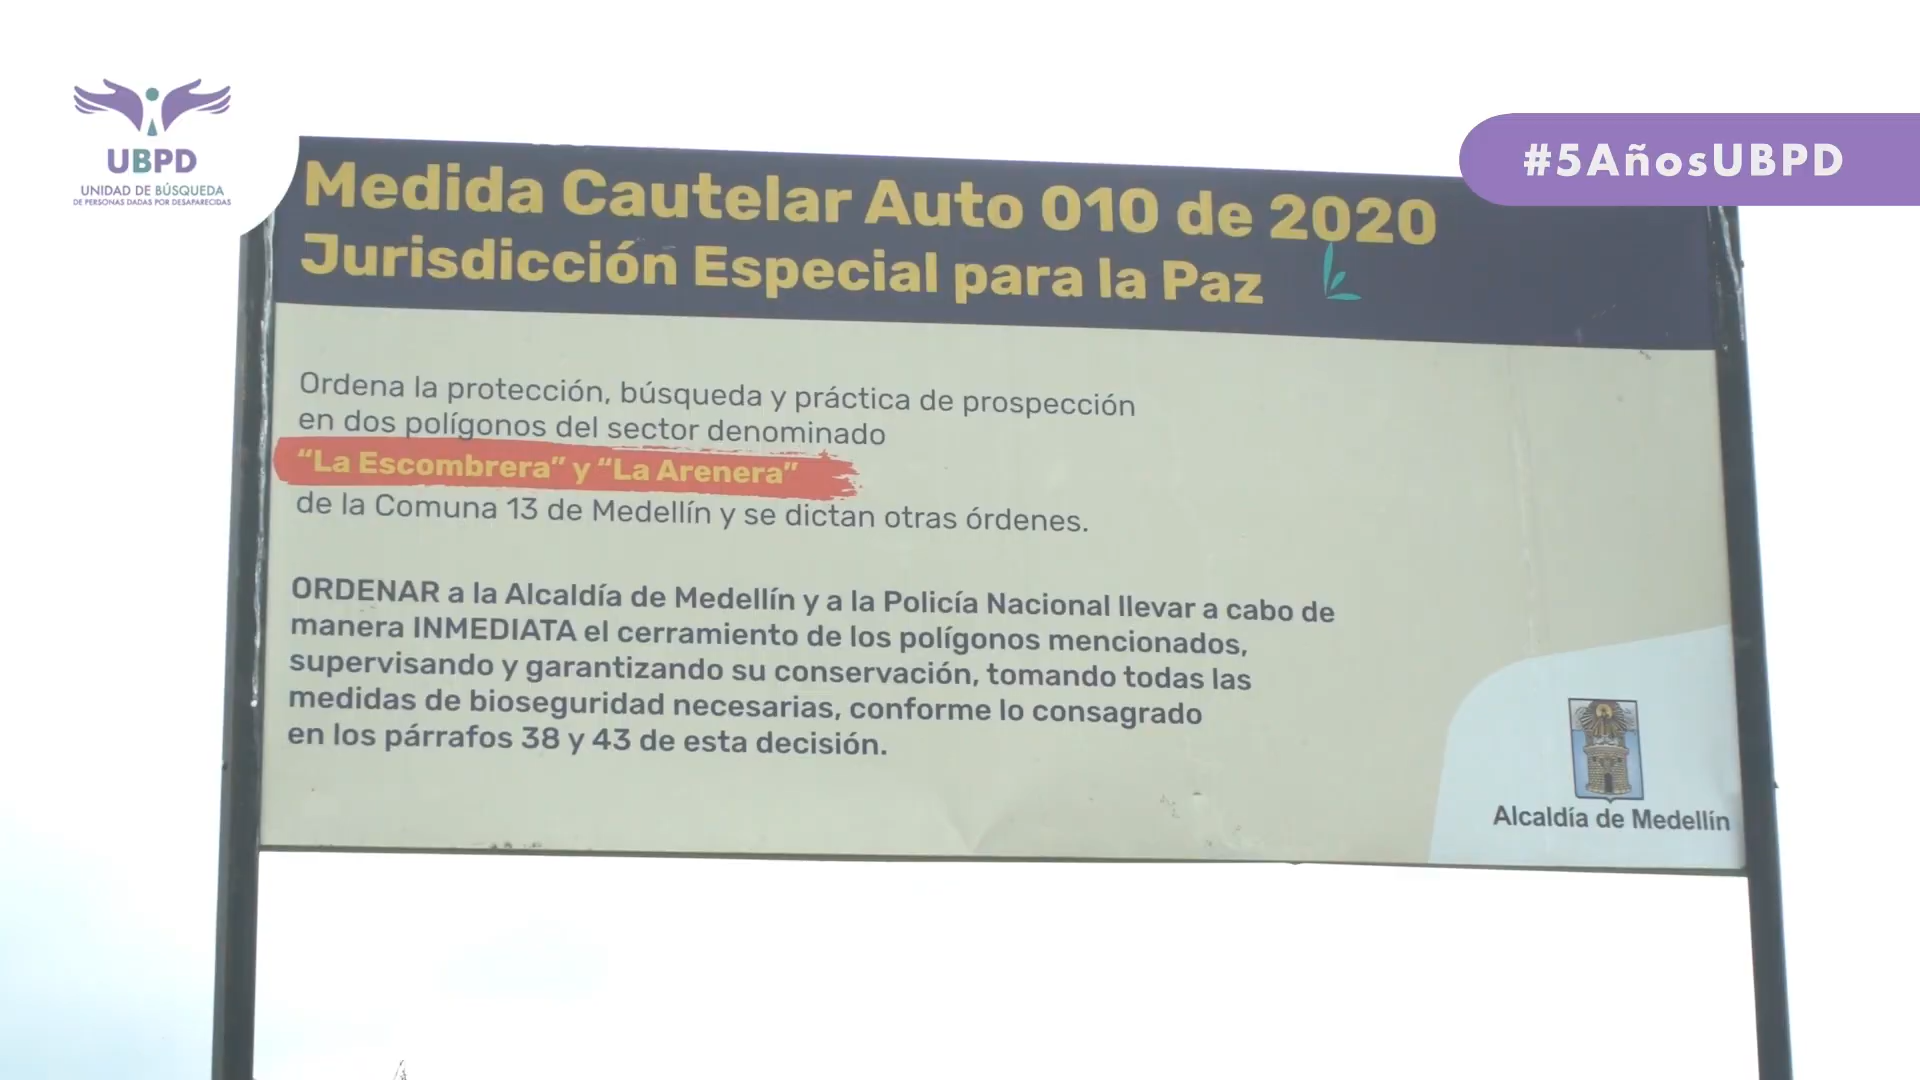 UBPD
UNIDAD DE BÚSQUEDA
DE PERSONAS DADAS POR DESAPARECIDAS
#5AñosUBPD
Medida Cautelar Auto 010 de 2020
Jurisdicción Especial para la Paz
Ordena la protección, búsqueda y práctica de prospección
en dos polígonos del sector denominado
“La Escombrera” y “La Arenera”
de la Comuna 13 de Medellín y se dictan otras órdenes.
ORDENAR a la Alcaldía de Medellín y a la Policía Nacional llevar a cabo de
manera INMEDIATA el cerramiento de los polígonos mencionados,
supervisando y garantizando su conservación, tomando todas las
medidas de bioseguridad necesarias, conforme lo consagrado
en los párrafos 38 y 43 de esta decisión.
Alcaldía de Medellín